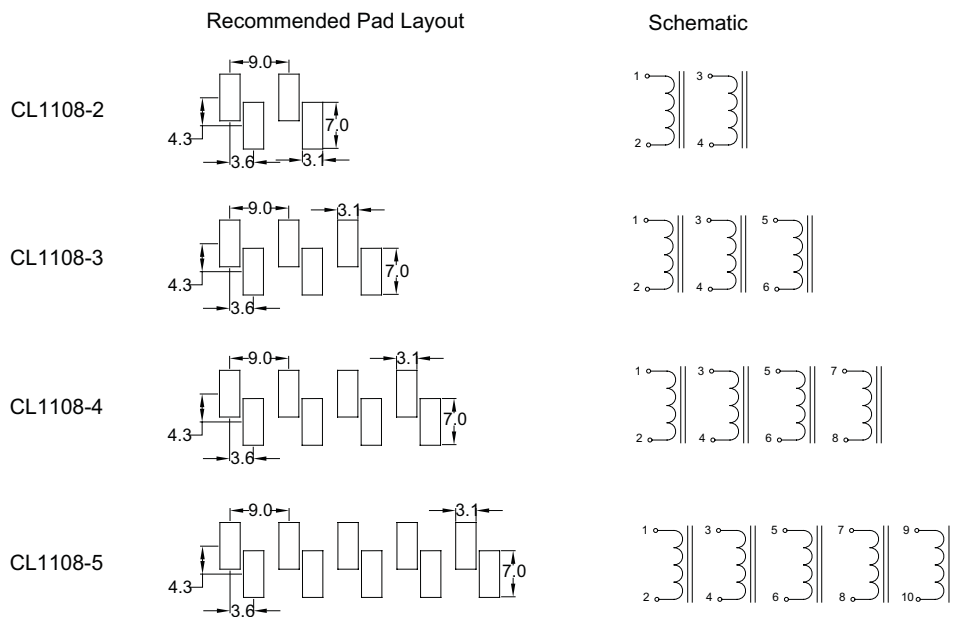 Recommended Pad Layout Schematic
CL1108-2
9.0
4.3
3.6
3.1
7.0
1 3
2 4
CL1108-3
9.0 3.1
4.3
3.6
7.0
1 3 5
2 4 6
CL1108-4
9.0 3.1
4.3
3.6
7.0
1 3 5 7
2 4 6 8
CL1108-5
9.0 3.1
4.3
3.6
7.0
1 3 5 7 9
2 4 6 8 10